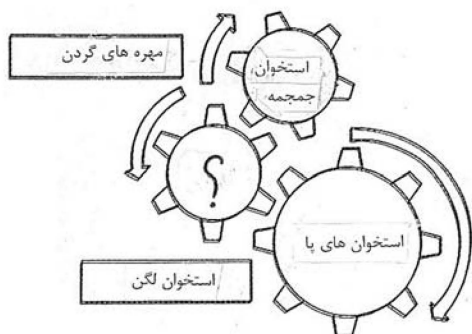 مهره های گردن
استخوان
جمجمه
؟
استخوان های پا
استخوان لگن